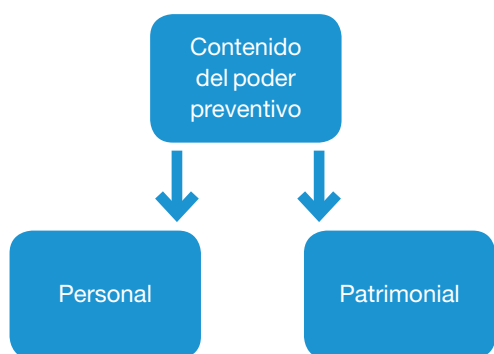 Contenido
del poder
preventivo
Personal
Patrimonial